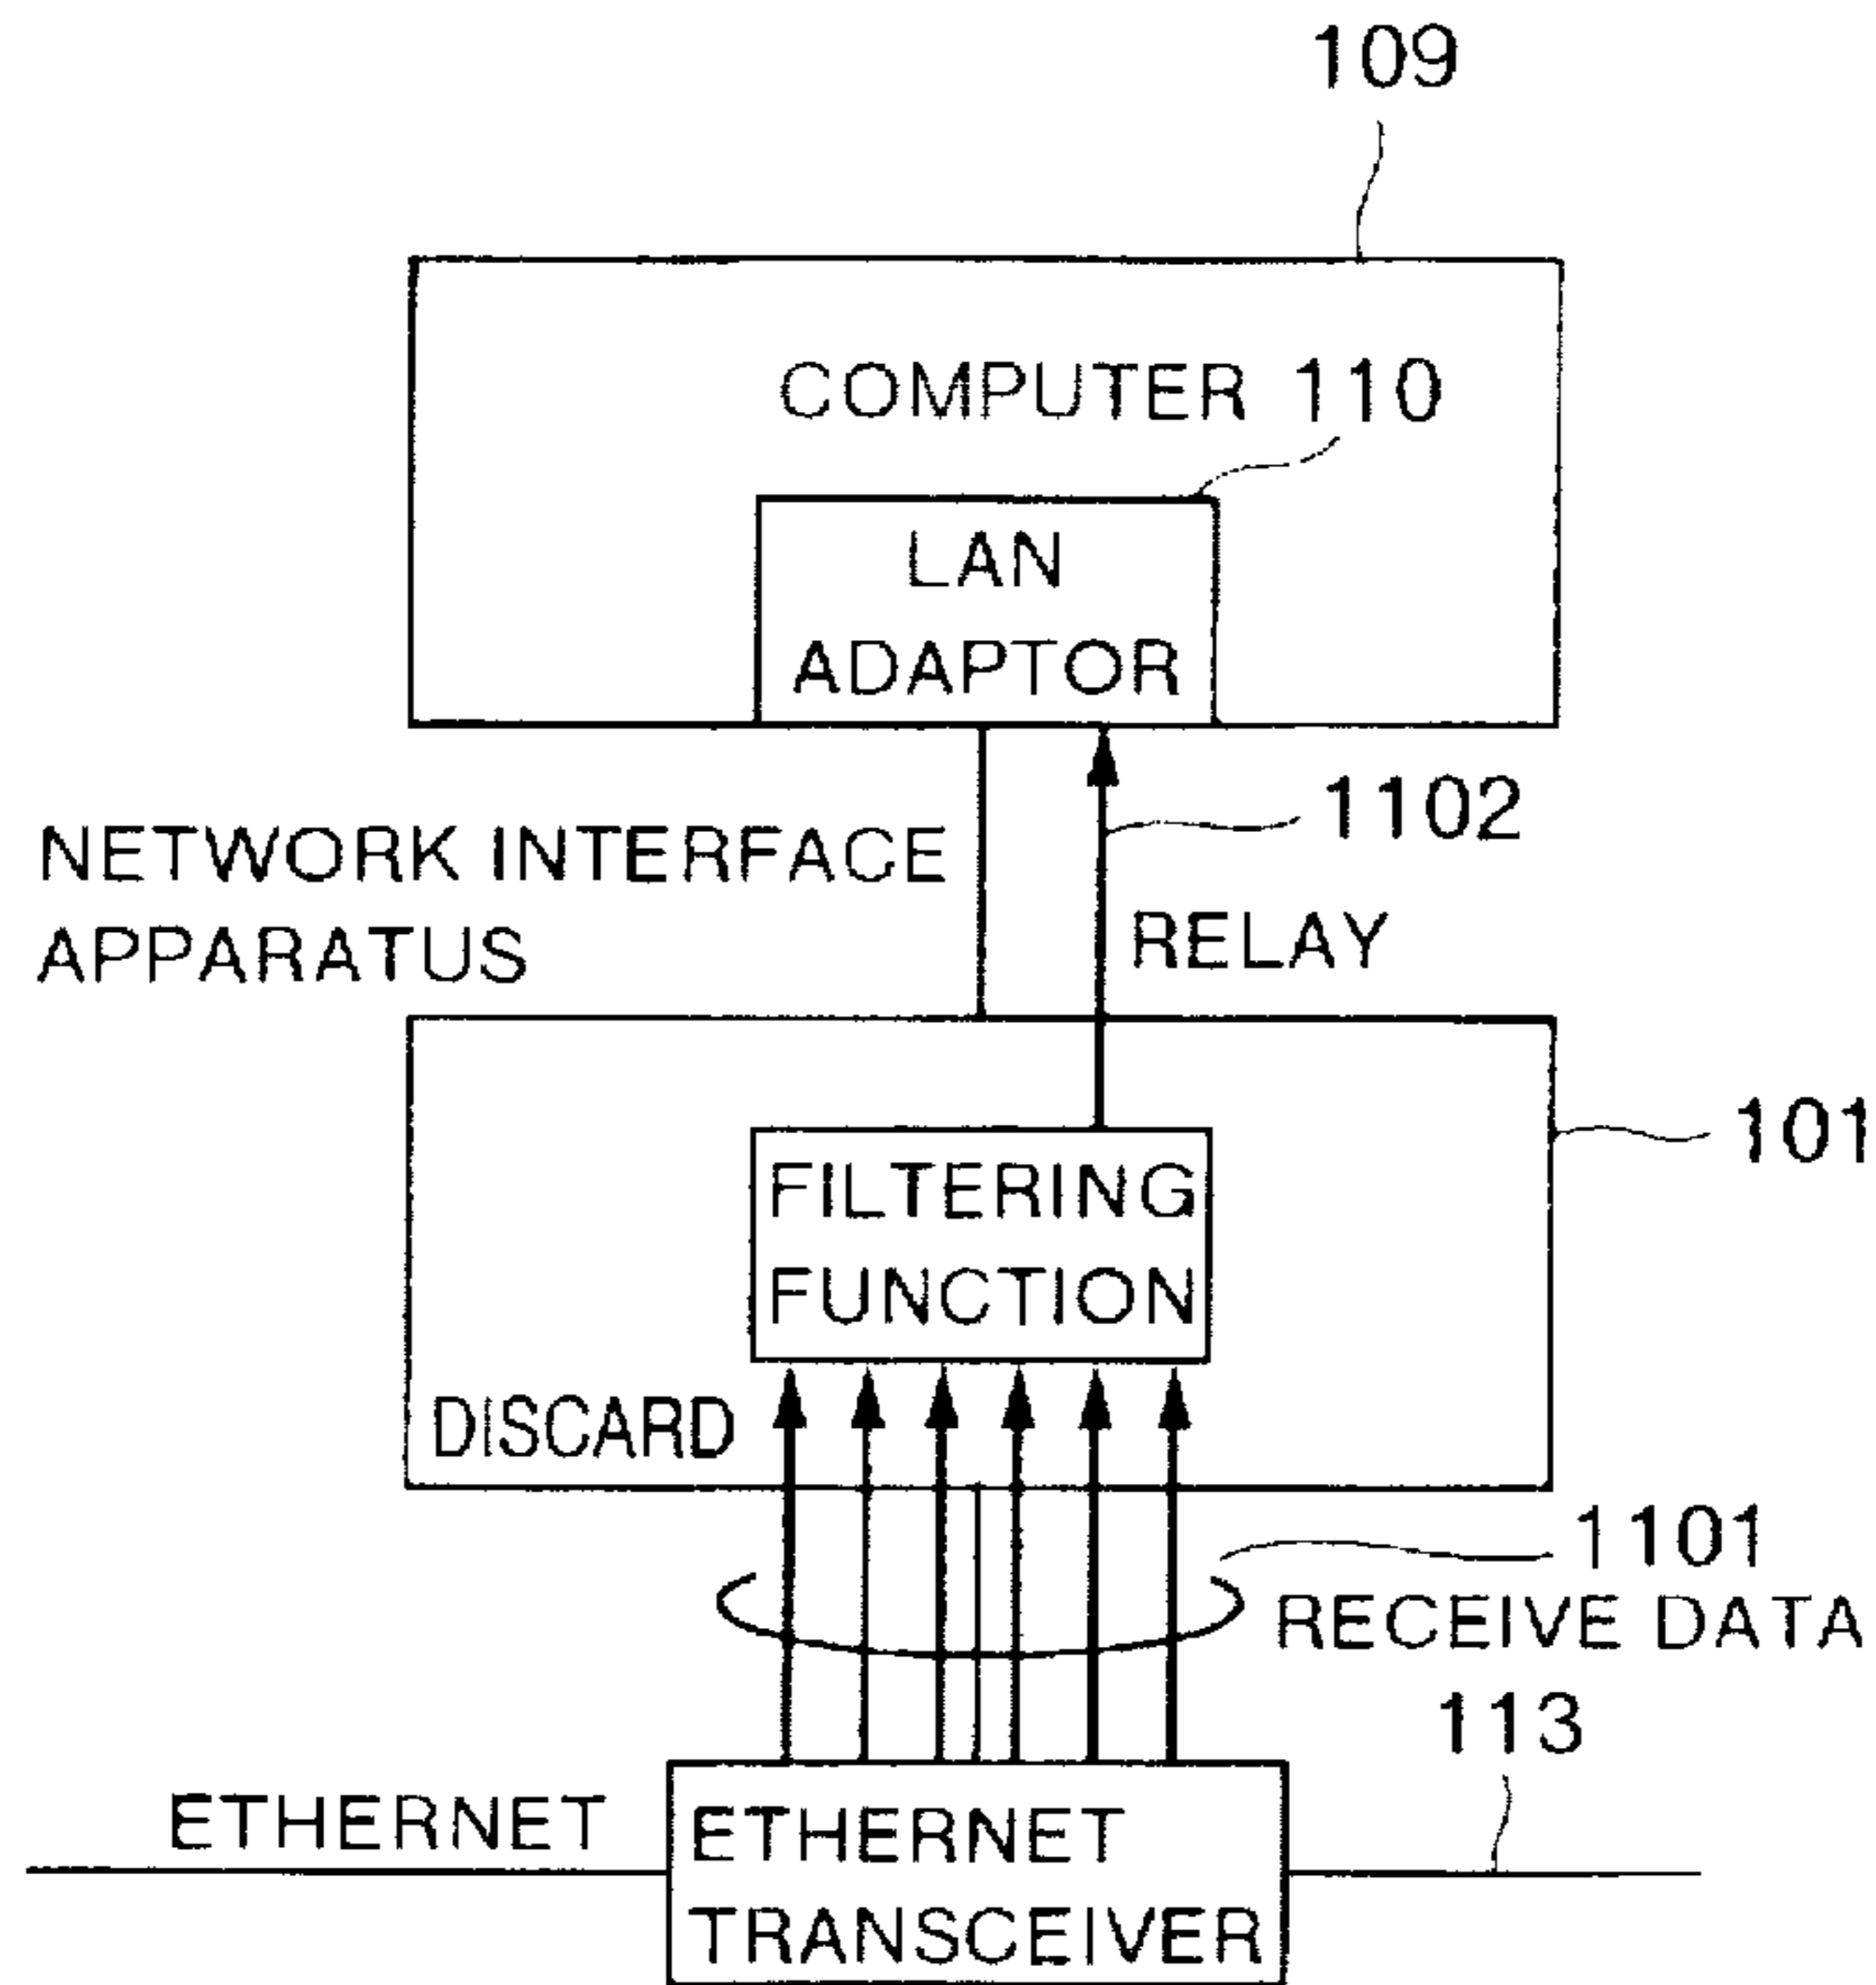 109
COMPUTER 110
LAN
ADAPTOR
1102
NETWORK INTERFACE
APPARATUS
RELAY
101
FILTERING
FUNCTION
DISCARD
1101
RECEIVE DATA
113
ETHERNET
ETHERNET
TRANSCEIVER